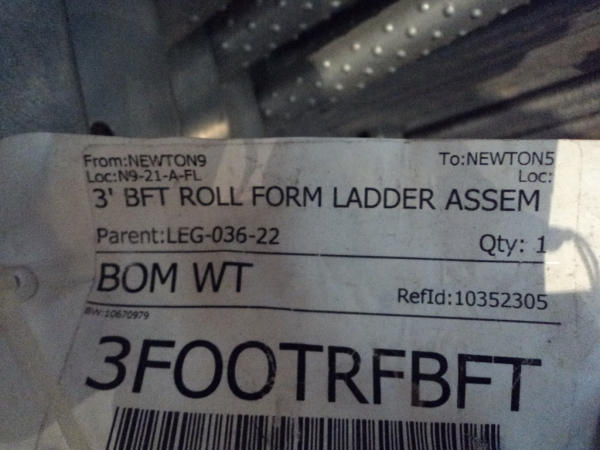 From:NEWTON9 To:NEWTON5
Loc:N9-21-A-FL Loc:
3' BFT ROLL FORM LADDER ASSEM
Parent:LEG-036-22 Qty: 1
BOM WT RefId:10352305
BW:10670979
3FOOTRFBFT